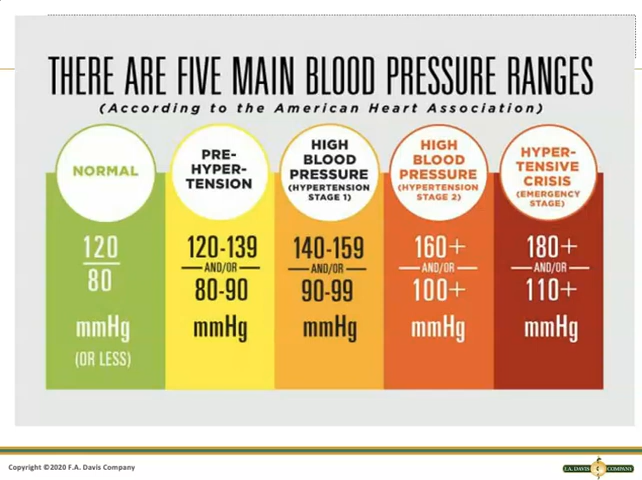 THERE ARE FIVE MAIN BLOOD PRESSURE RANGES
(According to the American Heart Association)
NORMAL
120
80
mmHg
(OR LESS)
PRE-
HYPER-
TENSION
120-139
AND/OR
80-90
mmHg
HIGH
BLOOD
PRESSURE
(HYPERTENSION
STAGE 1)
140-159
AND/OR
90-99
mmHg
HIGH
BLOOD
PRESSURE
(HYPERTENSION
STAGE 2)
160+
AND/OR
100+
mmHg
HYPER-
TENSIVE
CRISIS
(EMERGENCY
STAGE)
180+
AND/OR
110+
mmHg
Copyright ©2020 F.A. Davis Company
F.A. DAVIS COMPANY